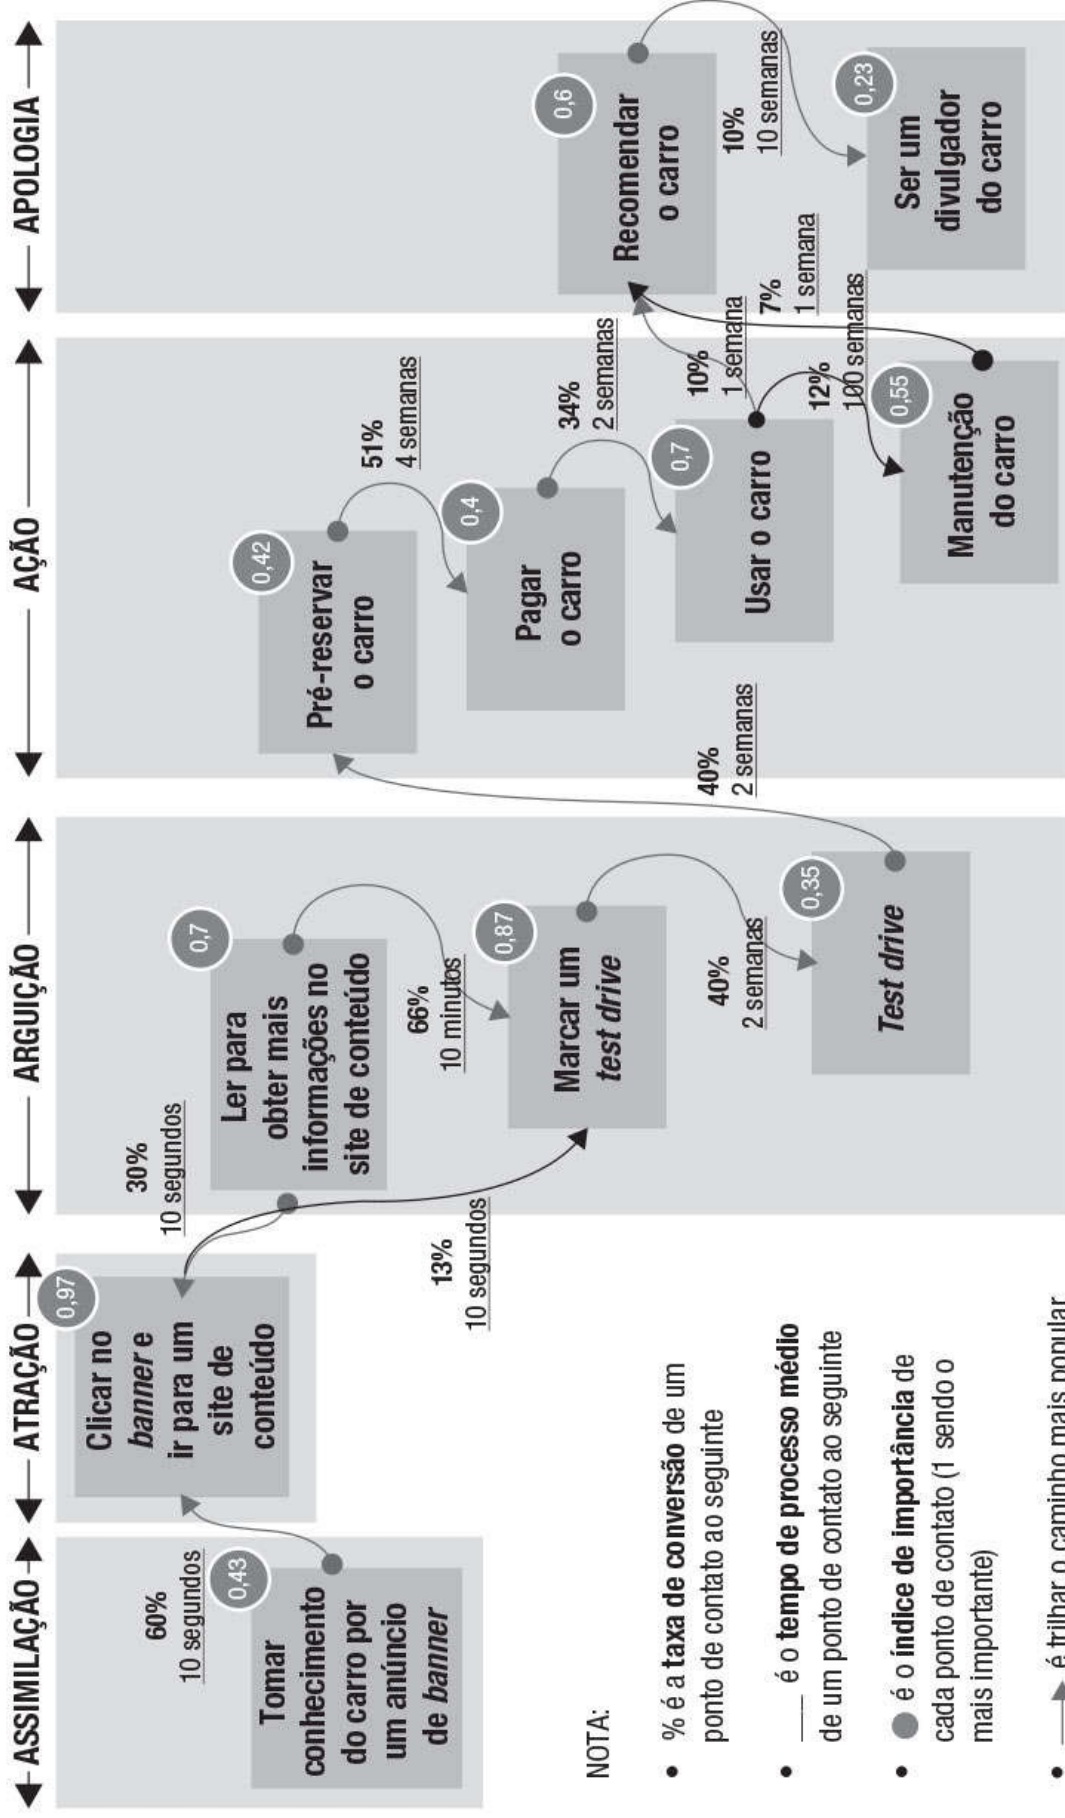 ASSIMILAÇÃO
ATRAÇÃO
ARGUIÇÃO
AÇÃO
APOLOGIA
0,43
Tomar
conhecimento
do carro por
um anúncio
de banner
60%
10 segundos
0,97
Clicar no
banner e
ir para um
site de
conteúdo
30%
10 segundos
13%
10 segundos
0,7
Ler para
obter mais
informações no
site de conteúdo
66%
10 minutos
0,87
Marcar um
test drive
40%
2 semanas
0,35
Test drive
40%
2 semanas
0,42
Pré-reservar
o carro
51%
4 semanas
0,4
Pagar
o carro
34%
2 semanas
0,7
Usar o carro
10%
1 semana
12%
100 semanas
0,55
Manutenção
do carro
7%
1 semana
0,6
Recomendar
o carro
10%
10 semanas
0,23
Ser um
divulgador
do carro
NOTA:
• % é a taxa de conversão de um
ponto de contato ao seguinte
• ___ é o tempo de processo médio
de um ponto de contato ao seguinte
• é o índice de importância de
cada ponto de contato (1 sendo o
mais importante)
• é trilhar o caminho mais popular